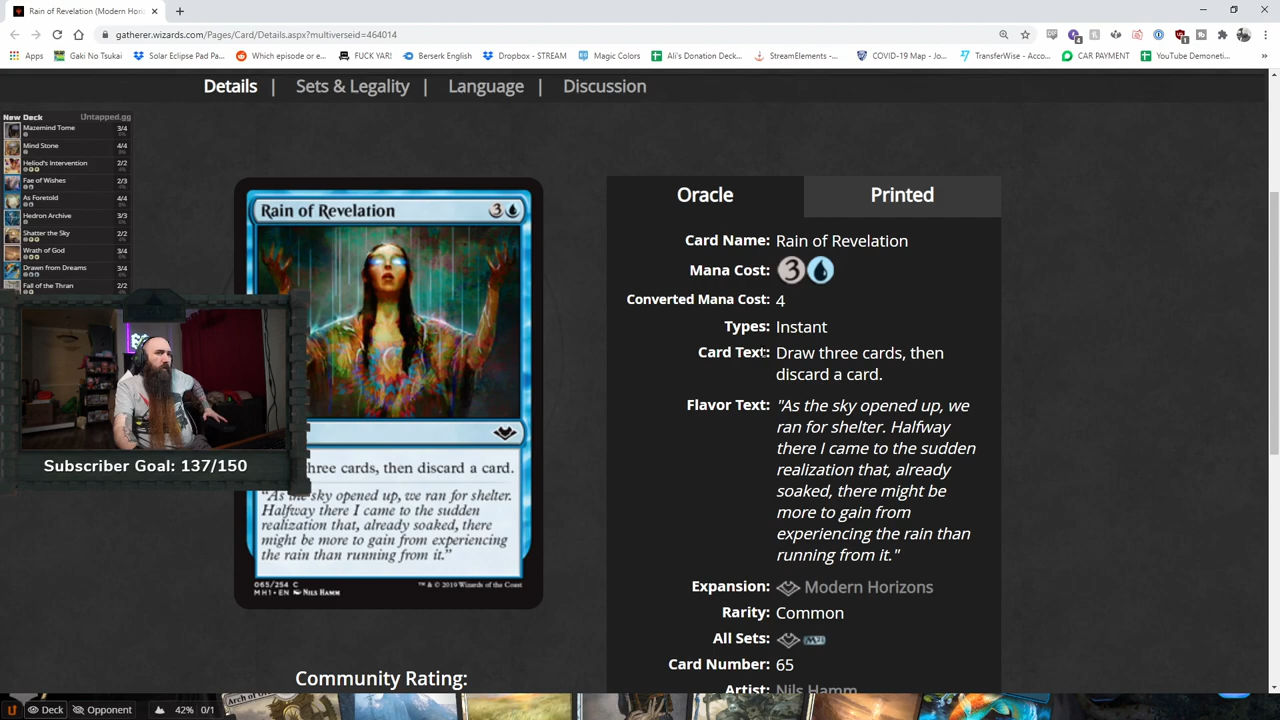 Rain of Revelation (Modern Hori
gatherer.wizards.com/Pages/Card/Details.aspx?multiverseid=464014
Apps
Gaki No Tsukai
Solar Eclipse Pad Pa...
Which episode or e...
FUCK YAR!
Berserk English
Dropbox - STREAM
Magic Colors
Ali's Donation Deck...
StreamElements -...
COVID-19 Map - Jo...
TransferWise - Acco...
CAR PAYMENT
YouTube Demoneti...
Details | Sets & Legality | Language | Discussion
New Deck Untapped.gg
Mazemind Tome 3/4
Mind Stone 4/4
Heliod's Intervention 2/2
Fae of Wishes 2/3
As Foretold 4/4
Hedron Archive 3/3
Shatter the Sky 2/2
Wrath of God 3/4
Drawn from Dreams 3/4
Fall of the Thran 2/2
Subscriber Goal: 137/150
Rain of Revelation 3
hree cards, then discard a card.
"As the sky opened up, we ran for shelter.
Halfway there I came to the sudden
realization that, already soaked, there
might be more to gain from experiencing
the rain than running from it."
065/254 C
MH1 • EN Nils Hamm
™ & © 2019 Wizards of the Coast
Community Rating:
Oracle
Printed
Card Name: Rain of Revelation
Mana Cost: 3
Converted Mana Cost: 4
Types: Instant
Card Text: Draw three cards, then
discard a card.
Flavor Text: "As the sky opened up, we
ran for shelter. Halfway
there I came to the sudden
realization that, already
soaked, there might be
more to gain from
experiencing the rain than
running from it."
Expansion: Modern Horizons
Rarity: Common
All Sets:
Card Number: 65
Artist: Nils Hamm
Deck
Opponent
42% 0/1
Arch of